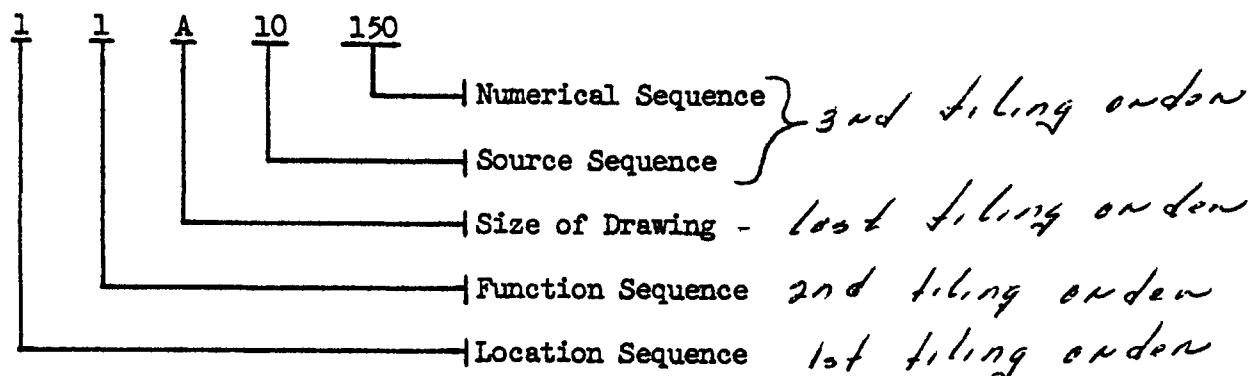 1 1 A 10 150
Numerical Sequence
3rd filing order
Source Sequence
Size of Drawing - last filing order
Function Sequence 2nd filing order
Location Sequence 1st filing order